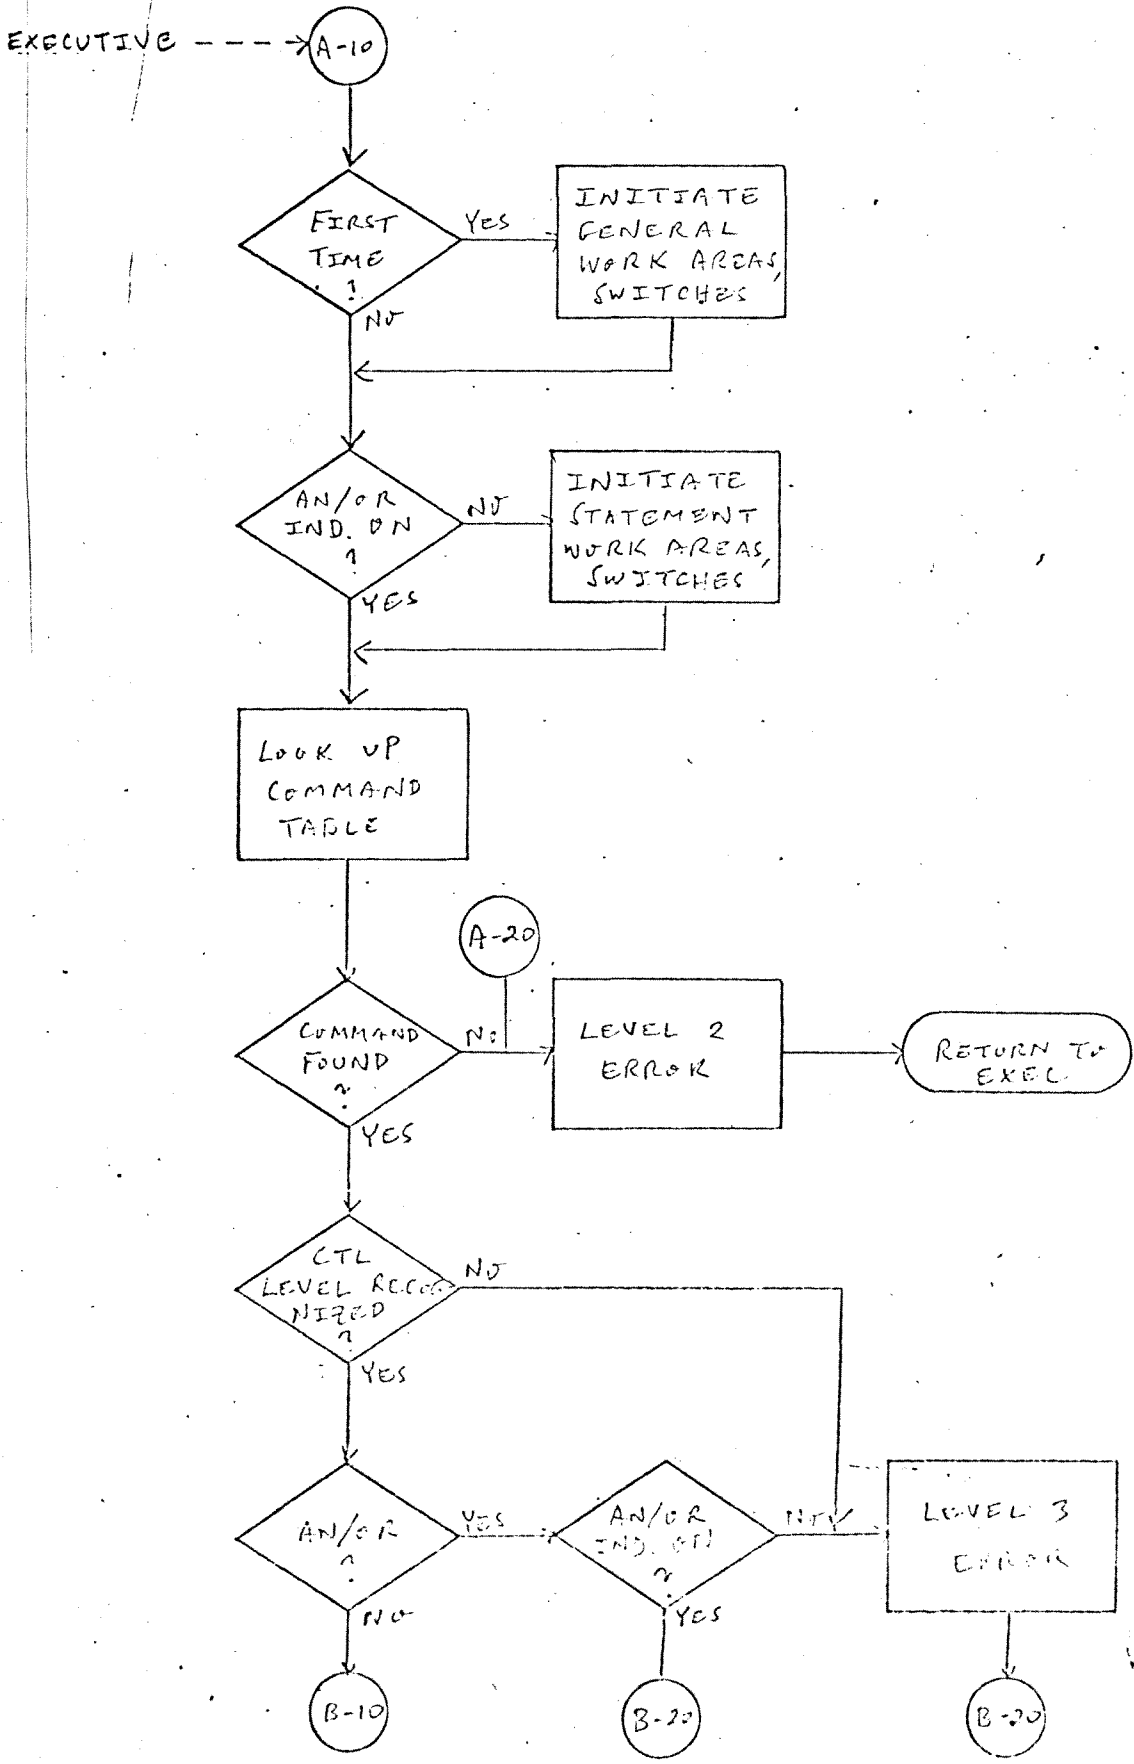 EXECUTIVE
A-10
FIRST
TIME
?
YES
NO
INITIATE
GENERAL
WORK AREAS,
SWITCHES
AN/OR
IND. ON
?
NO
YES
INITIATE
STATEMENT
WORK AREAS,
SWITCHES
LOOK UP
COMMAND
TABLE
A-20
COMMAND
FOUND
?
NO
YES
LEVEL 2
ERROR
RETURN TO
EXEC.
CTL
LEVEL RECOG
NIZED
?
NO
YES
AN/OR
?
YES
NO
AN/OR
IND. ON
?
NO
YES
LEVEL 3
ERROR
B-10
B-20
B-20